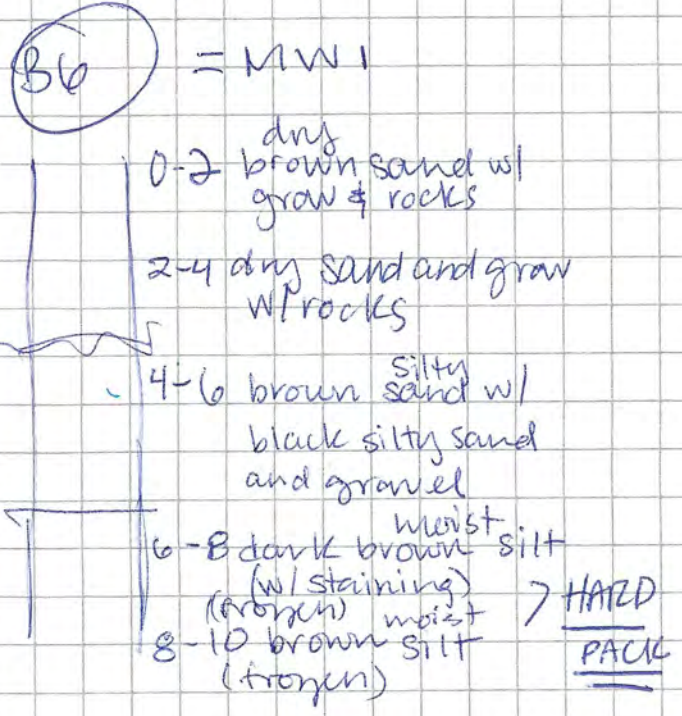 B6 = MW1
dry
0-2 brown sand w/
grav & rocks
2-4 dry sand and grav
w/ rocks
silty
4-6 brown sand w/
black silty sand
and gravel
moist
6-8 dark brown silt
(w/ staining)
(frozen) > HARD
PACK
moist
8-10 brown silt
(frozen)